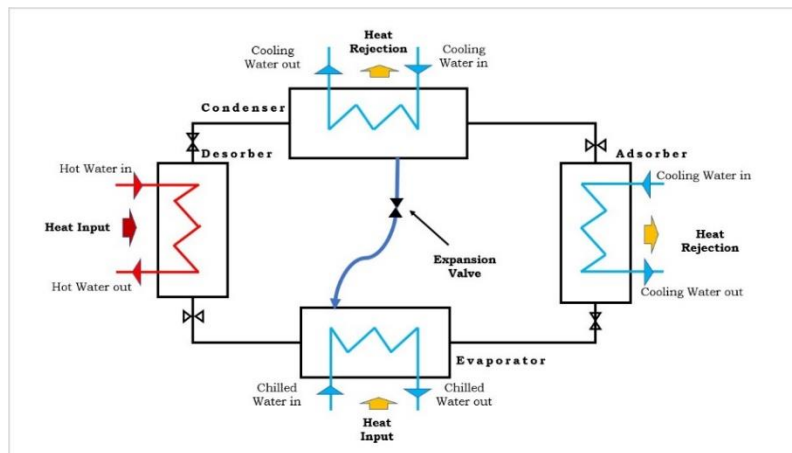 Cooling
Water out
Heat
Rejection
Cooling
Water in
Condenser
Desorber
Adsorber
Hot Water in
Cooling Water in
Heat Input
Heat
Rejection
Expansion
Valve
Hot Water out
Cooling Water out
Evaporator
Chilled
Water in
Chilled
Water out
Heat
Input